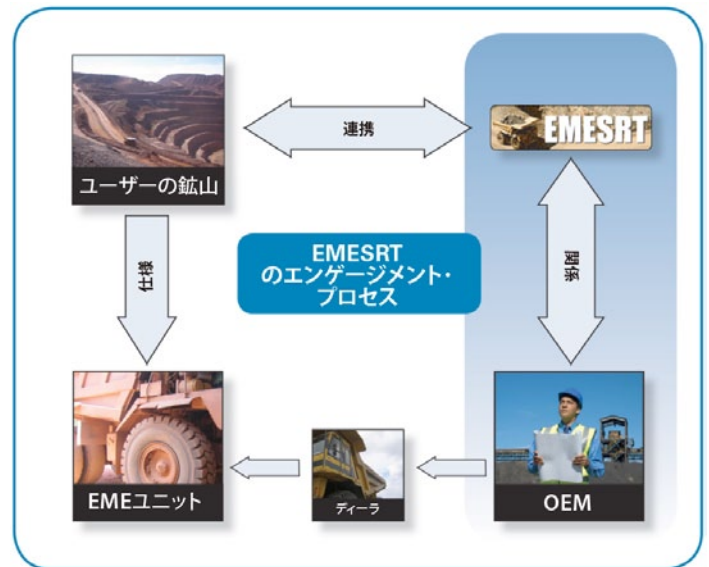 ユーザーの鉱山
連携
EMESRT
仕様
EMESRT
のエンゲージメント・
プロセス
関係
EMEユニット
ディーラ
OEM